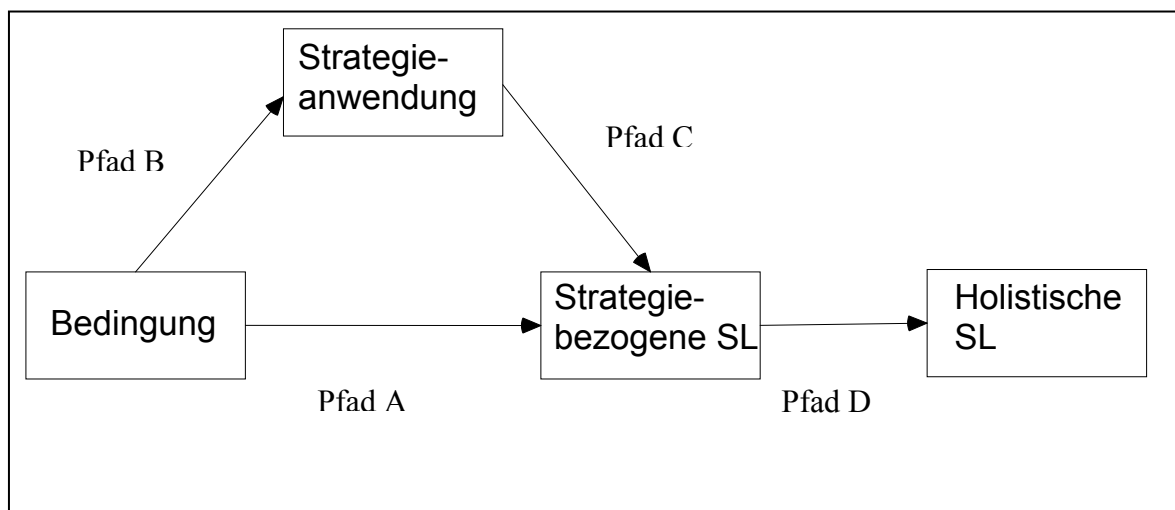 Strategie-
anwendung
Pfad B
Pfad C
Bedingung
Strategie-
bezogene SL
Holistische
SL
Pfad A
Pfad D